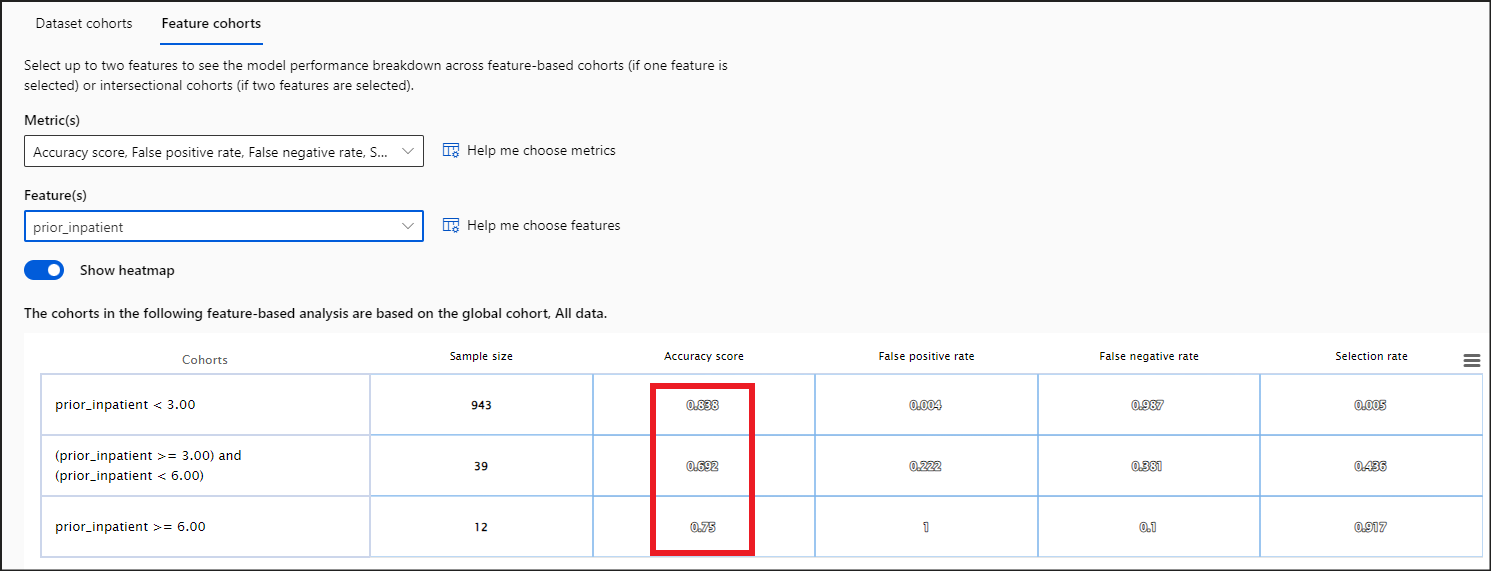 Dataset cohorts Feature cohorts
Select up to two features to see the model performance breakdown across feature-based cohorts (if one feature is
selected) or intersectional cohorts (if two features are selected).
Metric(s)
Accuracy score, False positive rate, False negative rate, S... Help me choose metrics
Feature(s)
prior_inpatient Help me choose features
Show heatmap
The cohorts in the following feature-based analysis are based on the global cohort, All data.
Cohorts Sample size Accuracy score False positive rate False negative rate Selection rate
prior_inpatient < 3.00 943 0.838 0.004 0.987 0.005
(prior_inpatient >= 3.00) and
(prior_inpatient < 6.00) 39 0.692 0.222 0.381 0.436
prior_inpatient >= 6.00 12 0.75 1 0.1 0.917